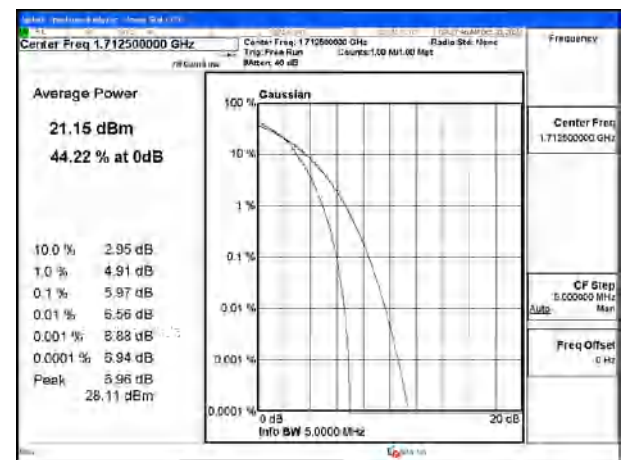 Center Freq 1.712500000 GHz
Center Freq: 1.712500000 GHz
Radio Std: None
Trig: Free Run
Counts:1.00 M/1.00 Mpt
#Atten: 40 dB
Frequency
Average Power
21.15 dBm
44.22 % at 0dB
10.0 % 2.95 dB
1.0 % 4.91 dB
0.1 % 5.97 dB
0.01 % 6.56 dB
0.001 % 6.88 dB
0.0001 % 6.94 dB
Peak 6.96 dB
28.11 dBm
Gaussian
100 %
10 %
1 %
0.1 %
0.01 %
0.001 %
0.0001 %
0 dB
20 dB
Info BW 5.0000 MHz
Center Freq
1.712500000 GHz
CF Step
5.000000 MHz
Auto Man
Freq Offset
0 Hz